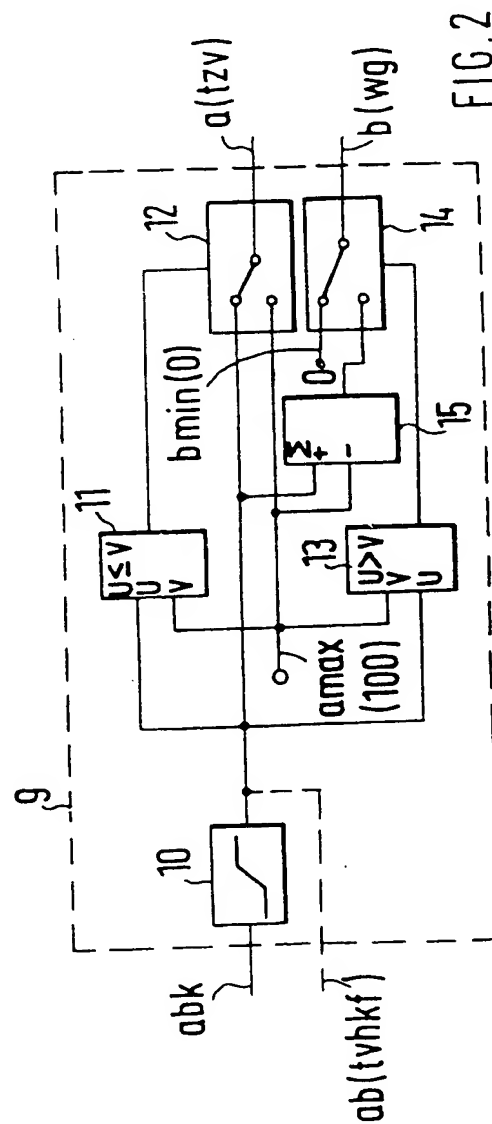 9
10
abk
ab(tvhkf)
11
U≤V
U
V
amax
(100)
13
U>V
V
U
bmin(0)
0
Σ
+
−
15
12
a(tzv)
14
b(wg)
FIG. 2